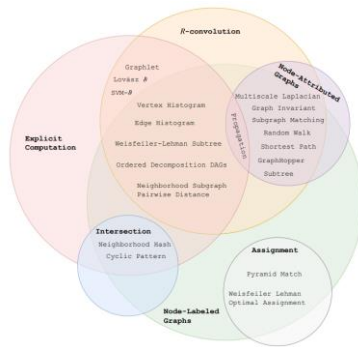 R-convolution
Graphlet
Lovász ϑ
SVM-ϑ
Vertex Histogram
Edge Histogram
Weisfeiler-Lehman Subtree
Ordered Decomposition DAGs
Neighborhood Subgraph
Pairwise Distance
Explicit
Computation
Propagation
Node-Attributed
Graphs
Multiscale Laplacian
Graph Invariant
Subgraph Matching
Random Walk
Shortest Path
GraphHopper
Subtree
Intersection
Neighborhood Hash
Cyclic Pattern
Assignment
Pyramid Match
Weisfeiler Lehman
Optimal Assignment
Node-Labeled
Graphs